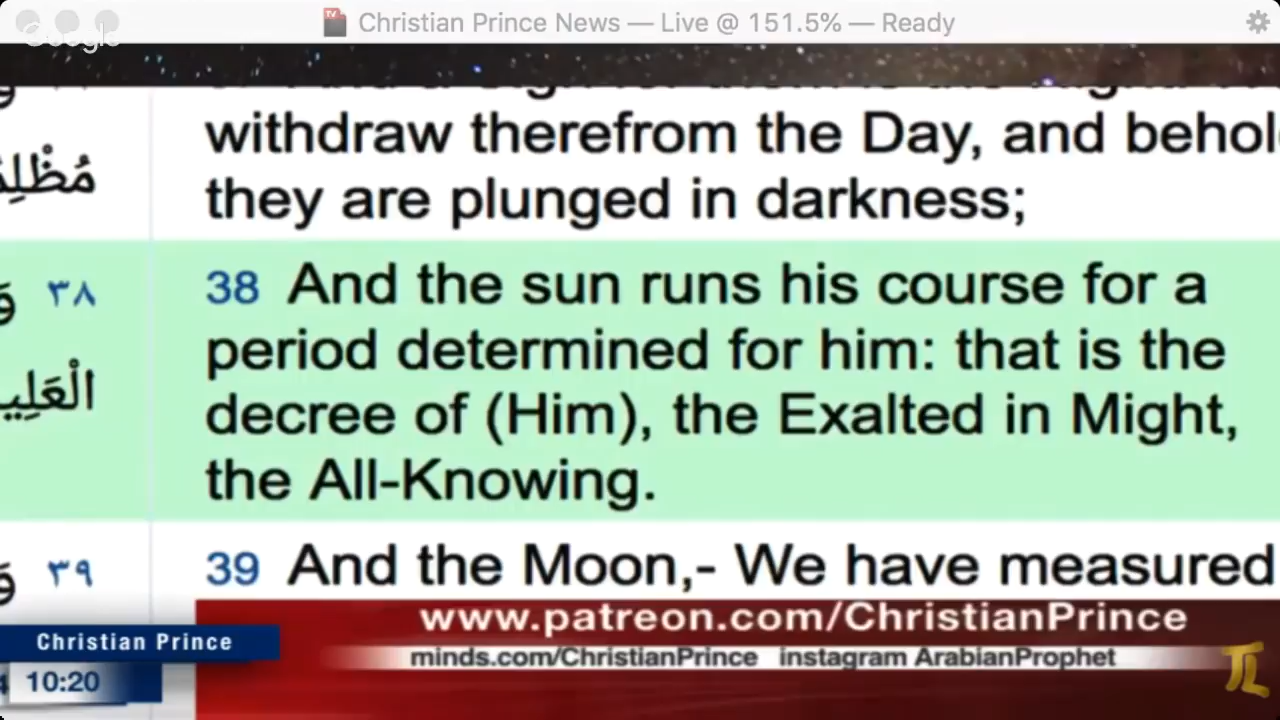 Christian Prince News — Live @ 151.5% — Ready
Google
withdraw therefrom the Day, and
they are plunged in darkness;
٣٨
38 And the sun runs his course for a
period determined for him: that is the
decree of (Him), the Exalted in Might,
the All-Knowing.
٣٩
39 And the Moon,- We have measured
www.patreon.com/ChristianPrince
Christian Prince
minds.com/ChristianPrince instagram ArabianProphet
10:20